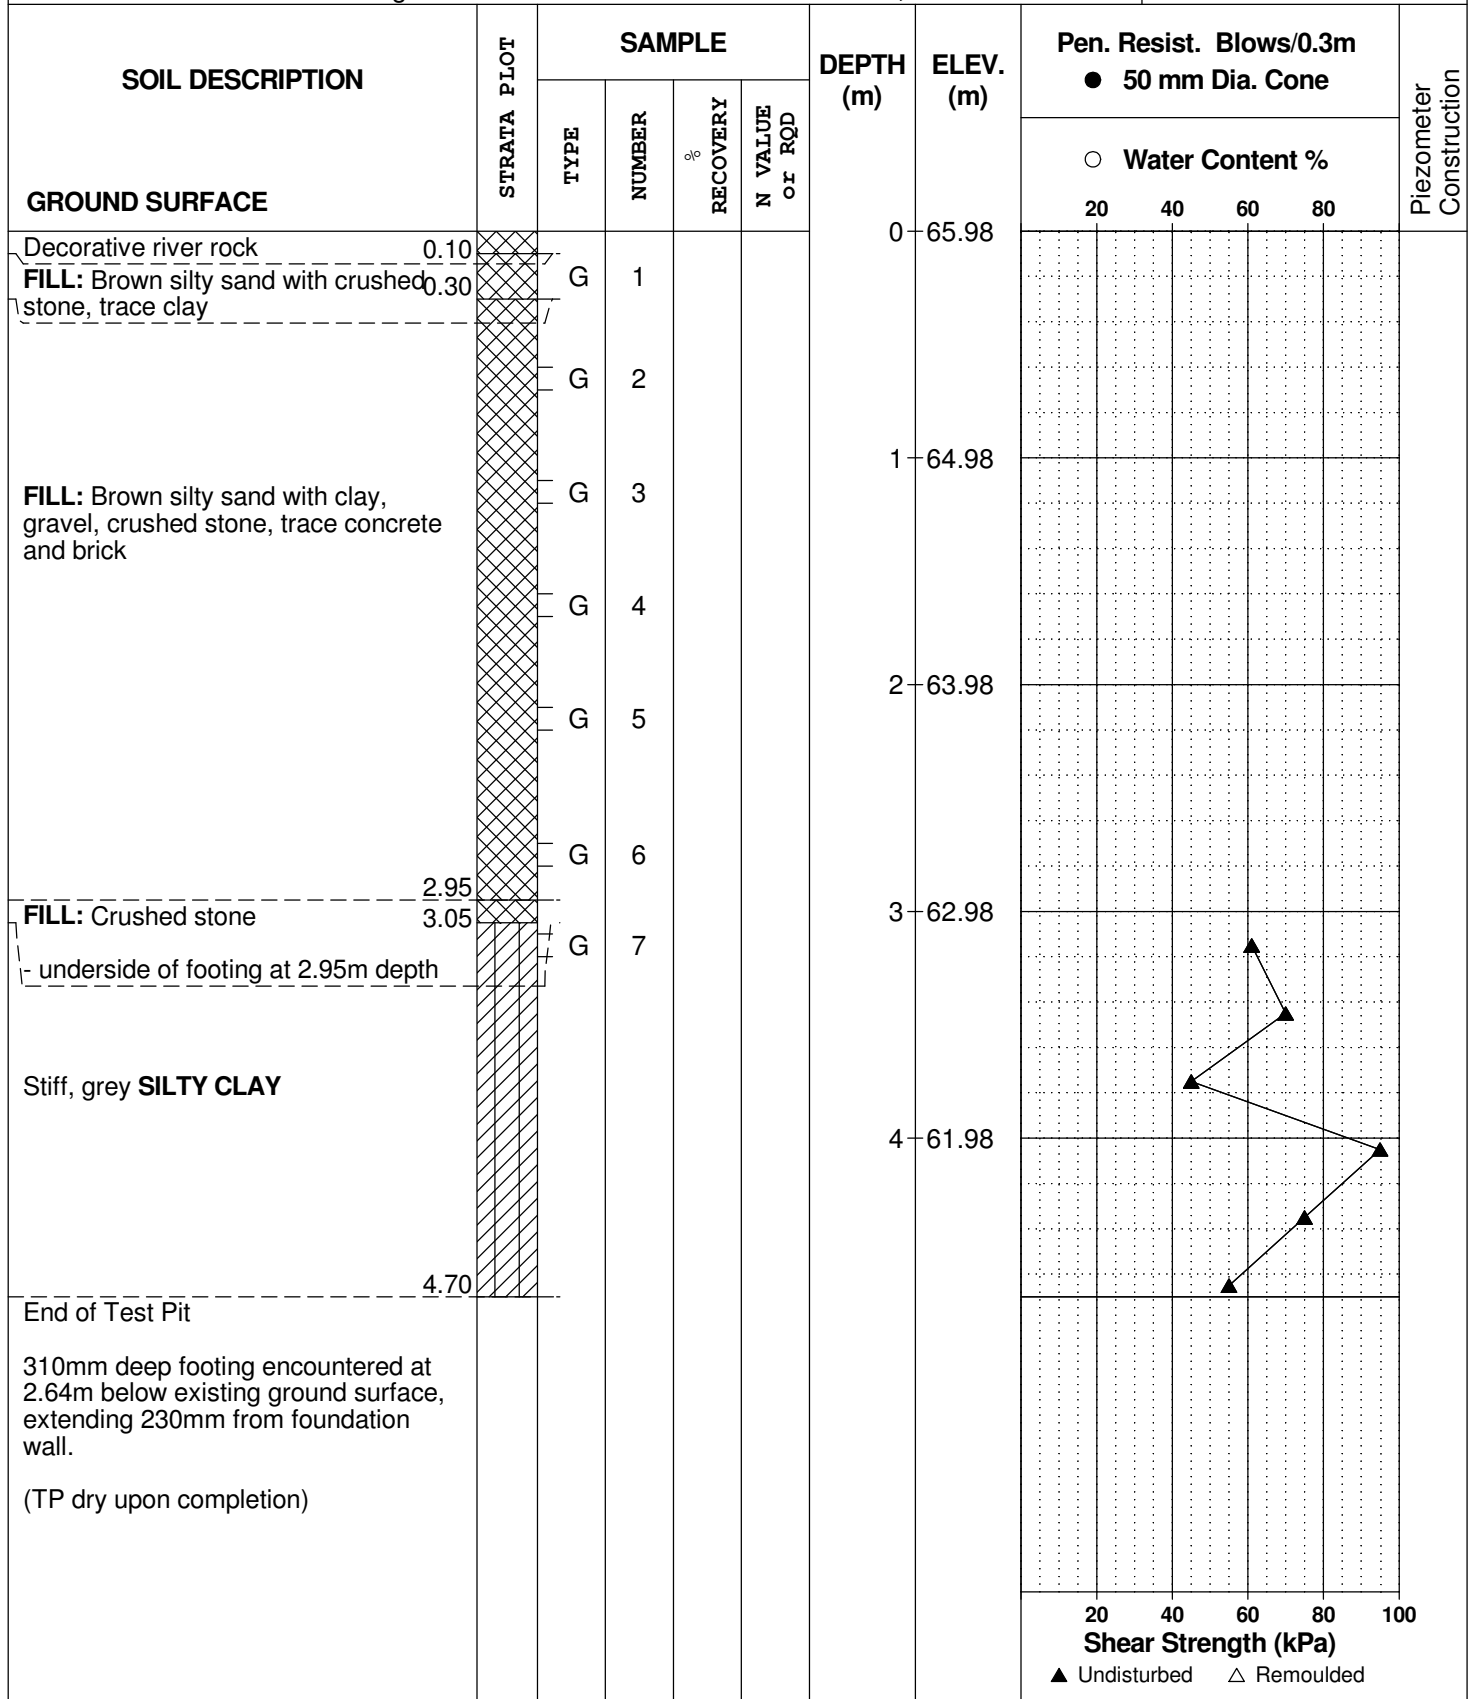 SOIL DESCRIPTION
GROUND SURFACE
STRATA PLOT
SAMPLE
TYPE
NUMBER
%
RECOVERY
N VALUE
or RQD
DEPTH
(m)
ELEV.
(m)
Pen. Resist. Blows/0.3m
● 50 mm Dia. Cone
○ Water Content %
20 40 60 80
Piezometer
Construction
0 65.98
Decorative river rock 0.10
FILL: Brown silty sand with crushed 0.30
stone, trace clay
G 1
G 2
1 64.98
FILL: Brown silty sand with clay,
gravel, crushed stone, trace concrete
and brick
G 3
G 4
2 63.98
G 5
G 6
2.95
FILL: Crushed stone 3.05
3 62.98
G 7
- underside of footing at 2.95m depth
Stiff, grey SILTY CLAY
4 61.98
4.70
End of Test Pit
310mm deep footing encountered at
2.64m below existing ground surface,
extending 230mm from foundation
wall.
(TP dry upon completion)
20 40 60 80 100
Shear Strength (kPa)
▲ Undisturbed △ Remoulded